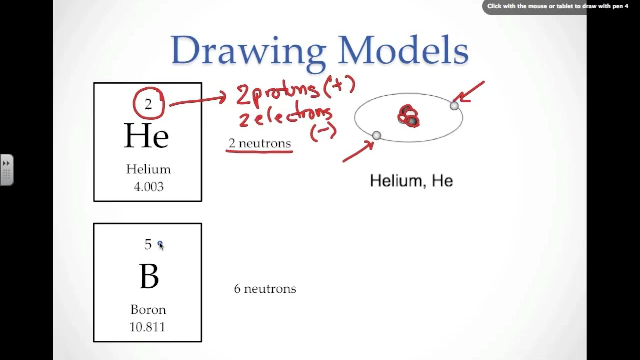 Click with the mouse or tablet to draw with pen 4
Drawing Models
2
He
Helium
4.003
2 protons (+)
2 electrons
(-)
2 neutrons
Helium, He
5
B
Boron
10.811
6 neutrons